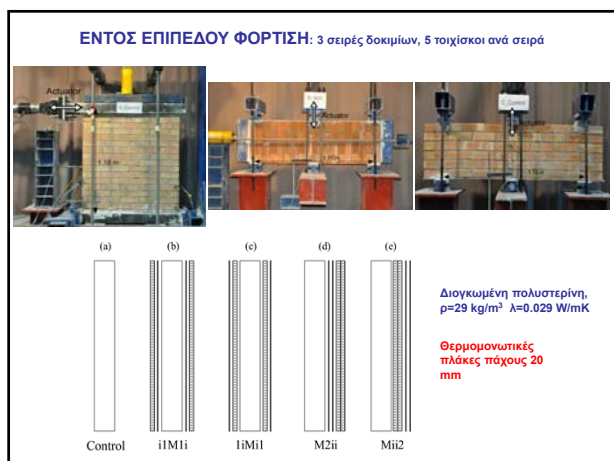 ΕΝΤΟΣ ΕΠΙΠΕΔΟΥ ΦΟΡΤΙΣΗ: 3 σειρές δοκιμίων, 5 τοιχίσκοι ανά σειρά
Actuator
Actuator
Actuator
(a) (b) (c) (d) (e)
Διογκωμένη πολυστερίνη,
ρ=29 kg/m³ λ=0.029 W/mK
Θερμομονωτικές
πλάκες πάχους 20
mm
Control i1M1i 1iMi1 M2ii Mii2